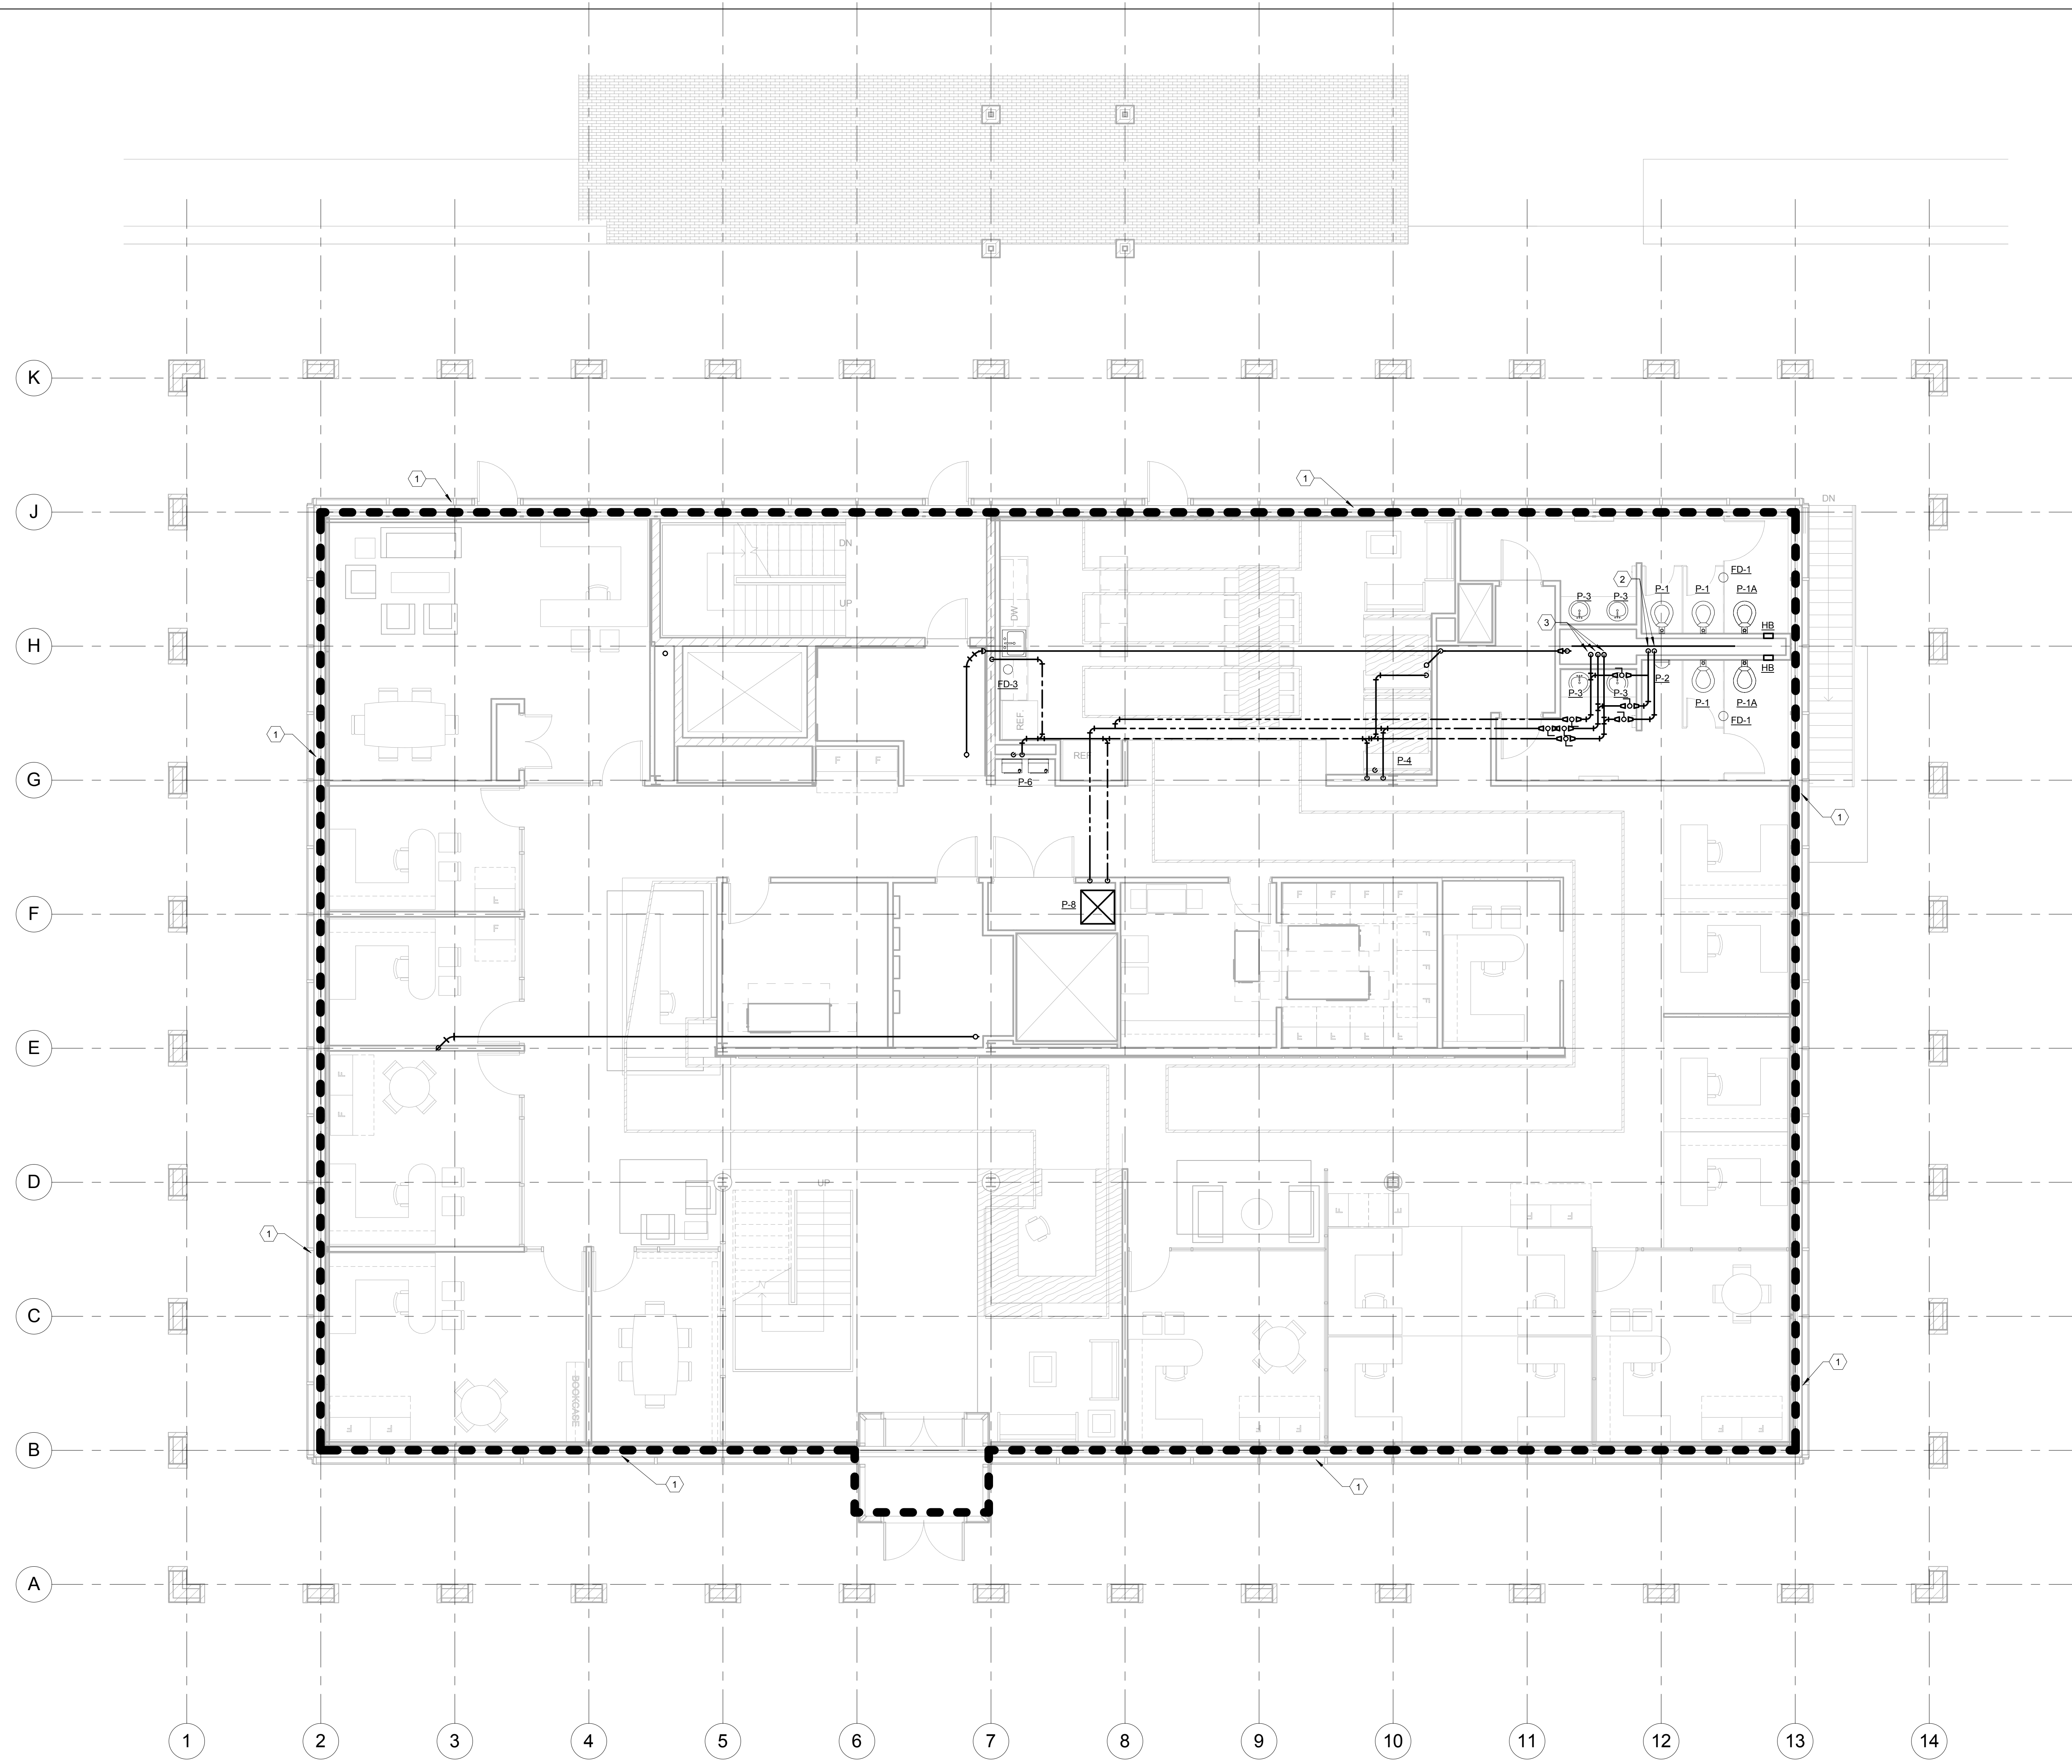 K
1
1
J
DN
DN
FD-1
2
P-3
P-3
P-1
P-1
P-1A
UP
DW
3
HB
H
HB
FD-3
P-2
P-3
P-3
P-1
P-1A
REF.
FD-1
1
REF.
F
F
P-4
G
P-6
1
F
F
F
F
F
P-8
F
F
F
F
F
F
F
F
F
F
E
F
F
D
UP
F
F
F
F
1
C
1
BOOKCASE
F
F
F
F
F
F
B
1
1
A
1
2
3
4
5
6
7
8
9
10
11
12
13
14